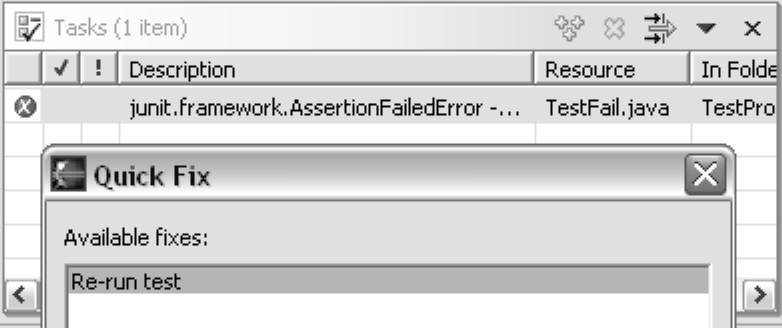 Tasks (1 item)
! Description Resource In Folde
junit.framework.AssertionFailedError -... TestFail.java TestPro
Quick Fix
Available fixes:
Re-run test